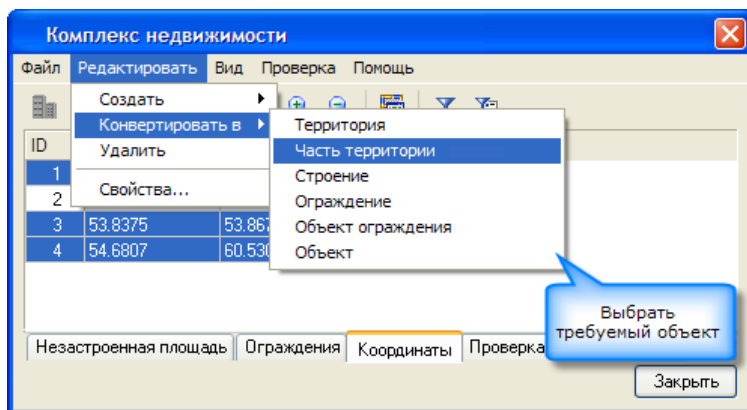 Комплекс недвижимости
Файл Редактировать Вид Проверка Помощь
Создать
Конвертировать в
Удалить
Свойства...
Территория
Часть территории
Строение
Ограждение
Объект ограждения
Объект
ID
1
2
3 53.8375 53.867
4 54.6807 60.530
Выбрать
требуемый объект
Незастроенная площадь Ограждения Координаты Проверка
Закрыть